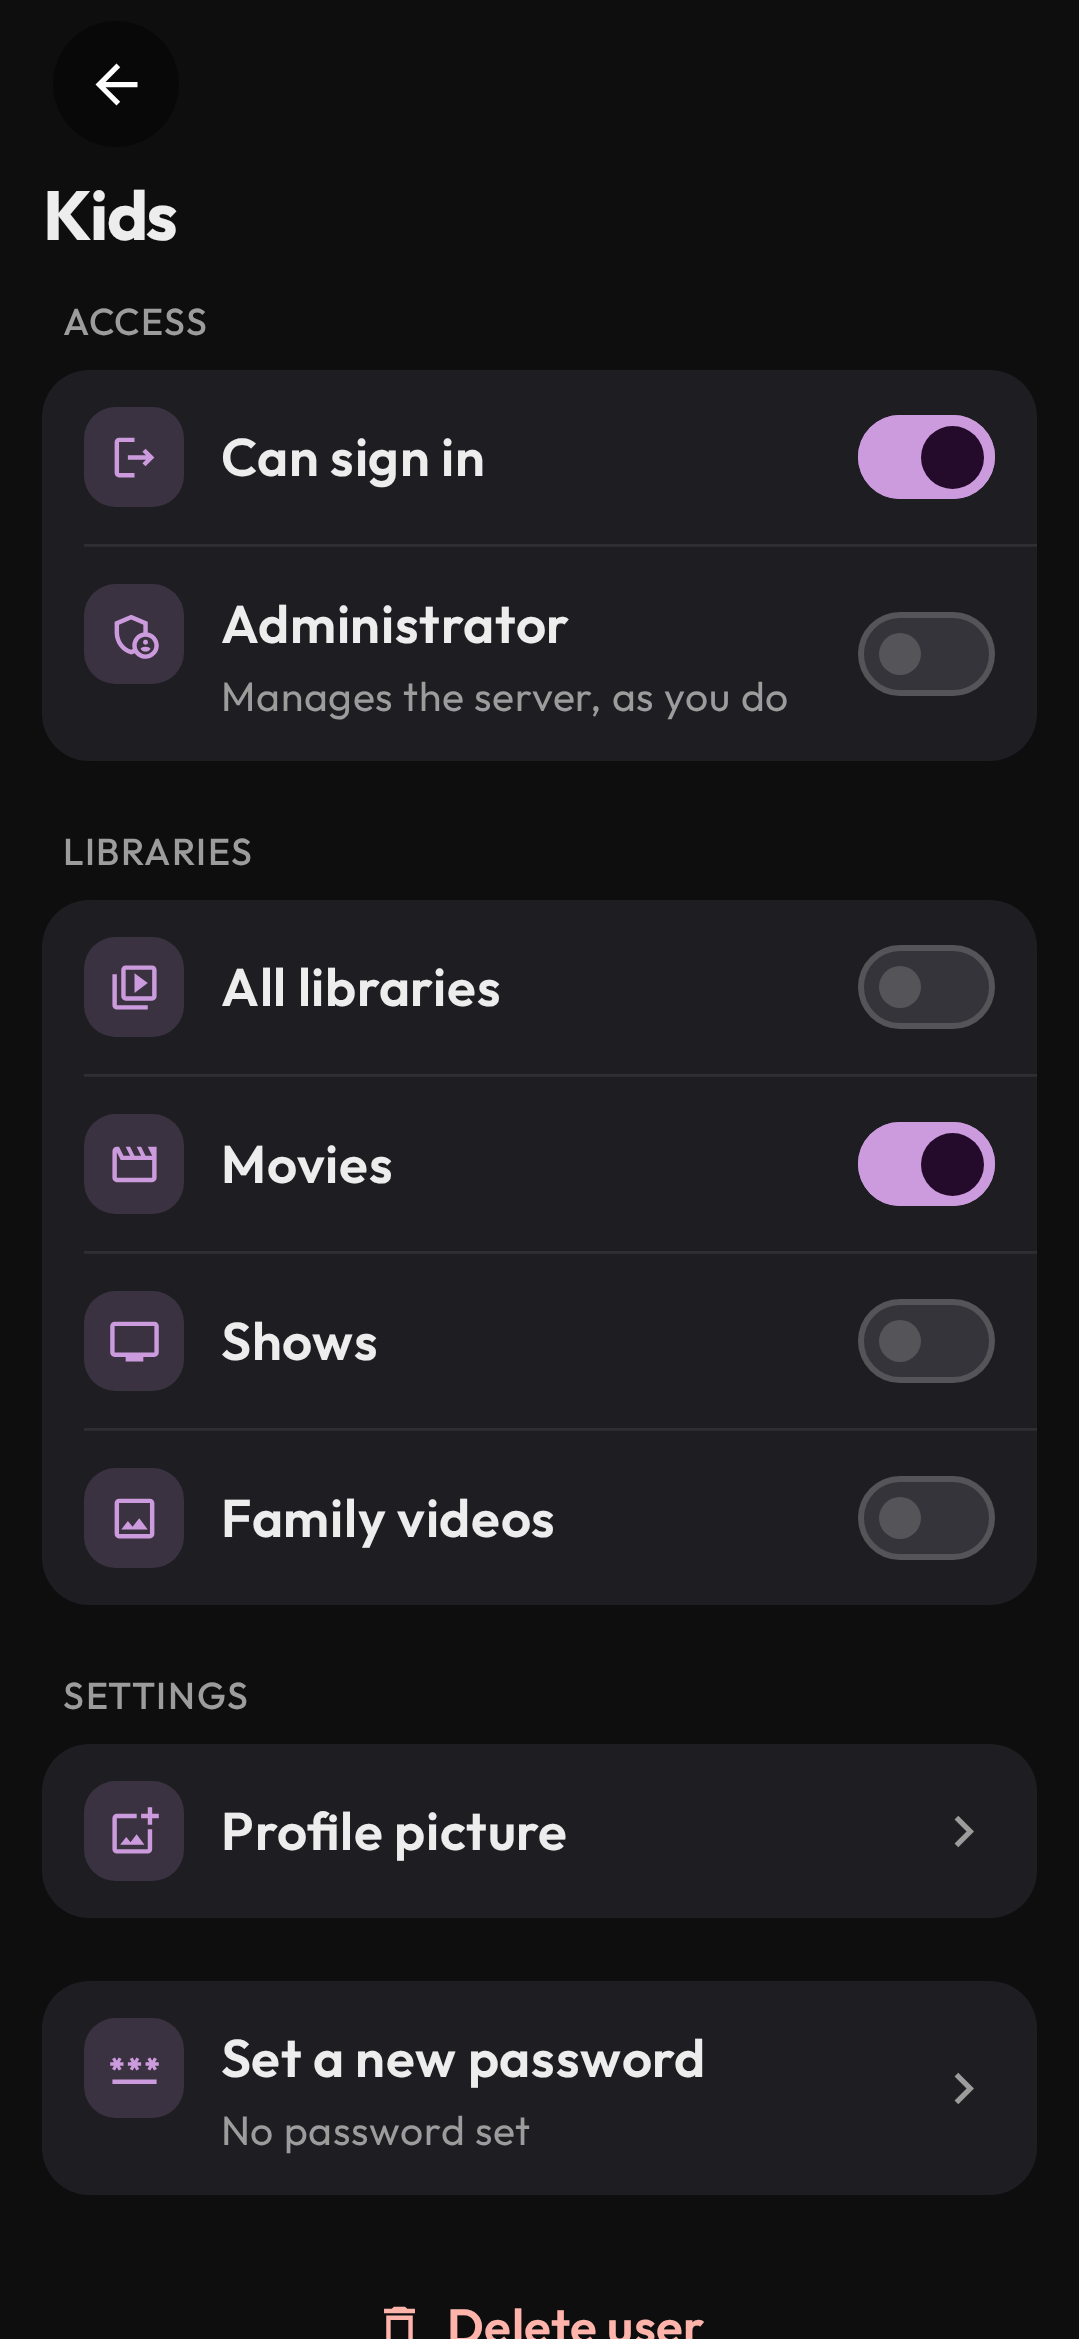 Kids
ACCESS
Can sign in
Administrator
Manages the server, as you do
LIBRARIES
All libraries
Movies
Shows
Family videos
SETTINGS
Profile picture
Set a new password
No password set
Delete user